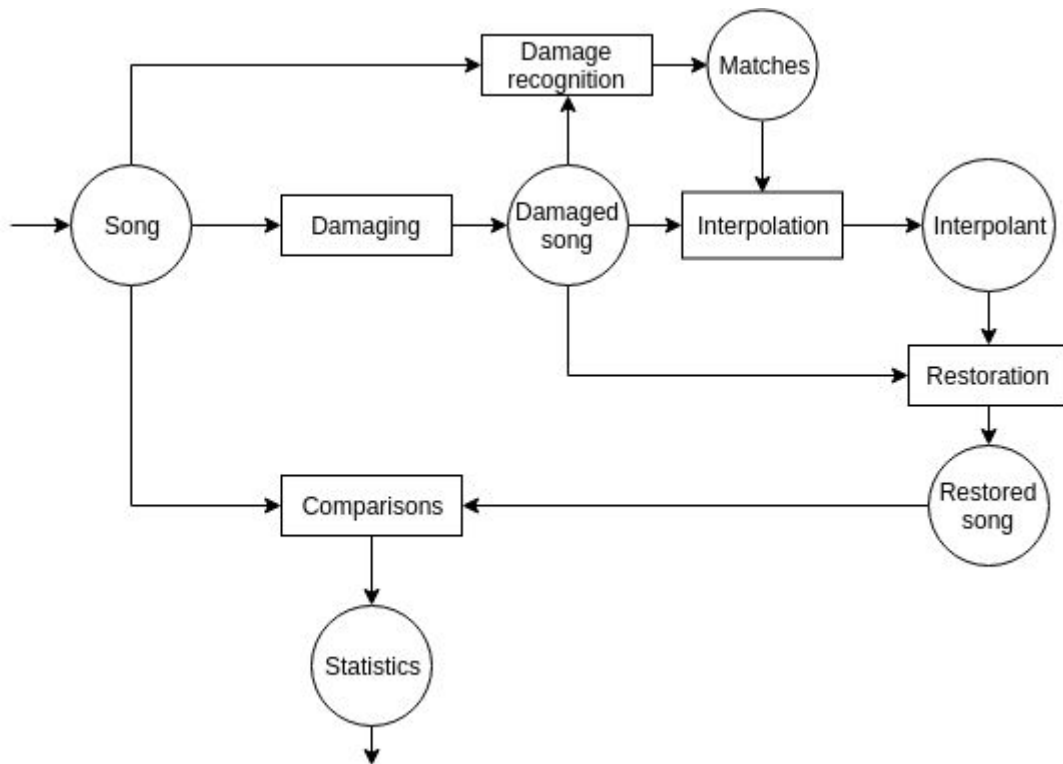 Damage
recognition
Matches
Song
Damaging
Damaged
song
Interpolation
Interpolant
Restoration
Comparisons
Restored
song
Statistics